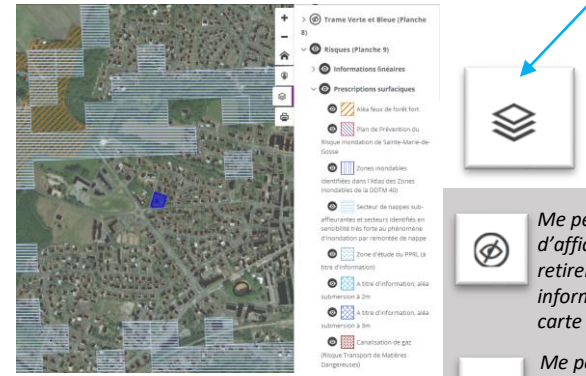 Trame Verte et Bleue (Planche
8)
Risques (Planche 9)
Informations linéaires
Prescriptions surfaciques
Aléa feux de forêt fort
Plan de Prévention du
Risque Inondation de Sainte-Marie-de-
Gosse
Zones inondables
identifiées dans l'Atlas des Zones
Inondables de la DDTM 40)
Secteur de nappes sub-
affleurantes et secteurs identifiés en
sensibilité très forte au phénomène
d'inondation par remontée de nappe
Zone d'étude du PPRL (à
titre d'information)
A titre d'information, aléa
submersion à 2m
A titre d'information, aléa
submersion à 3m
Canalisation de gaz
(Risque Transport de Matières
Dangereuses)
Me pe
d'affic
retirer
inform
carte
Me pe